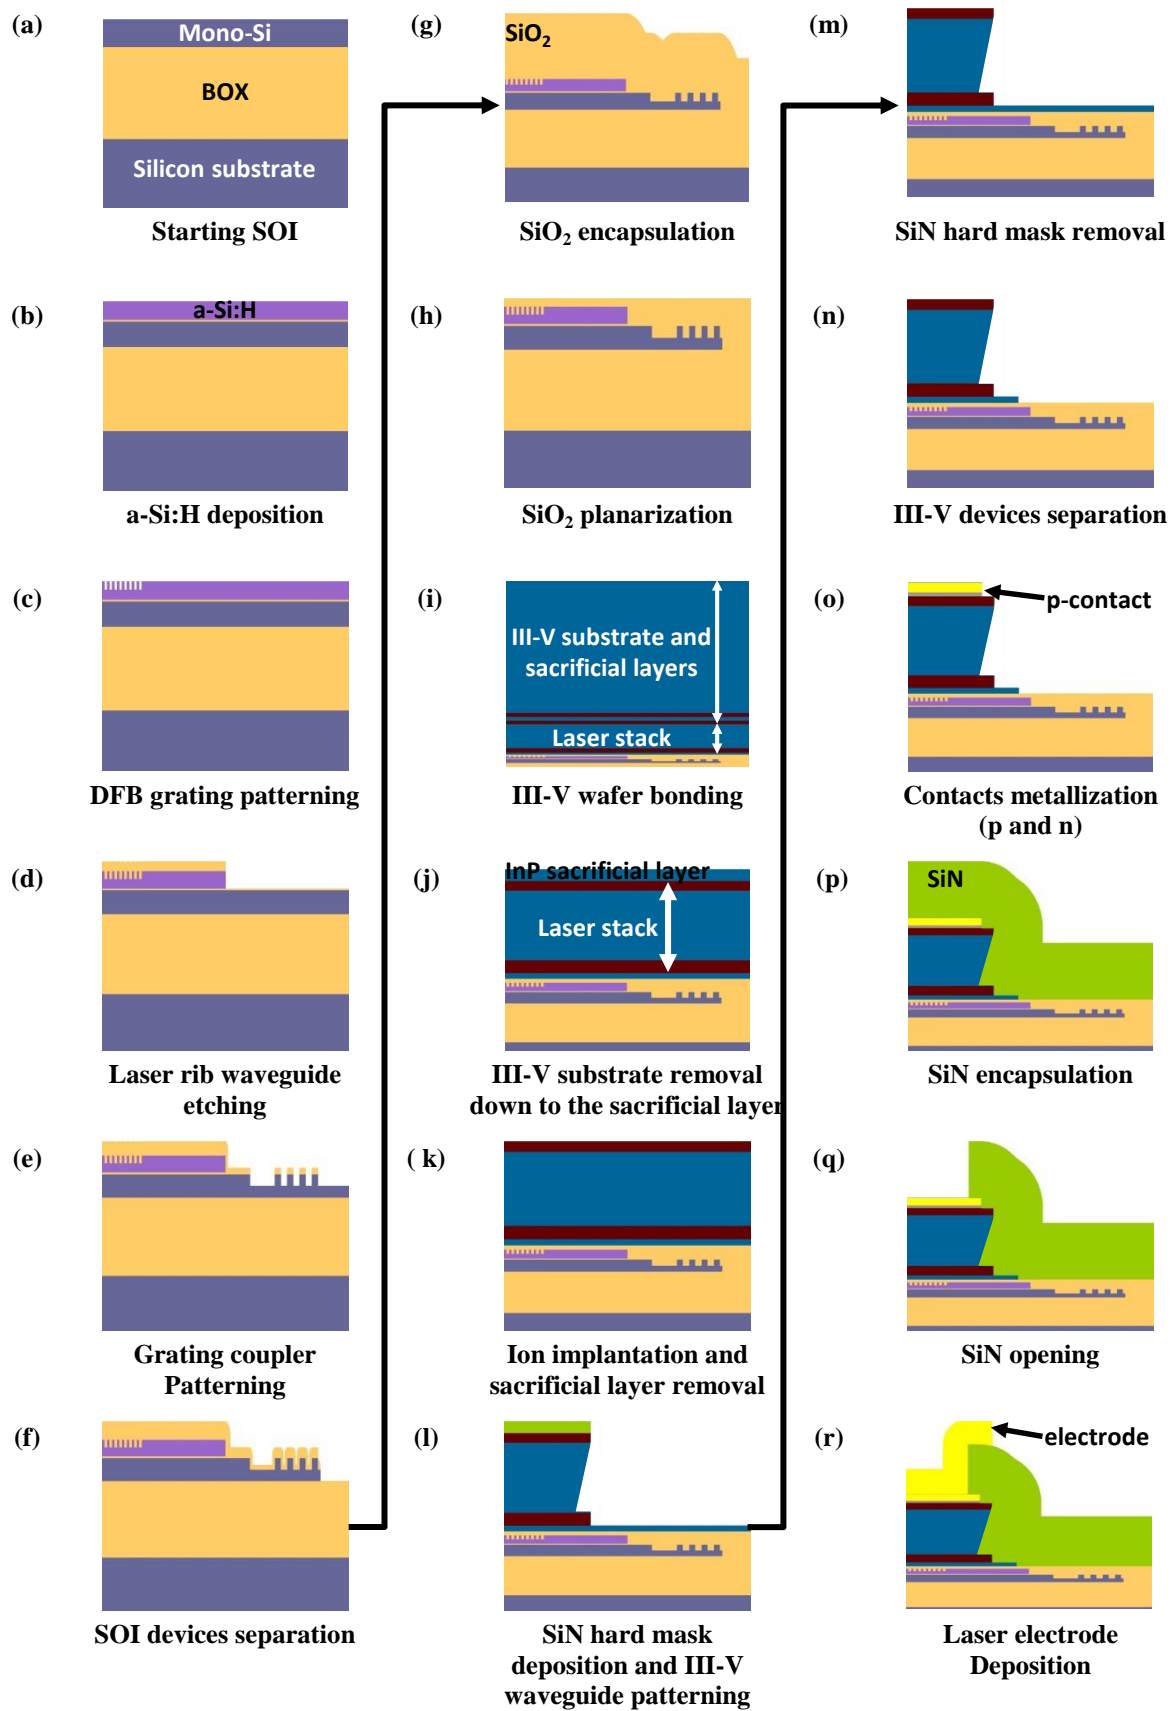 (a)
Mono-Si
BOX
Silicon substrate
Starting SOI
(b)
a-Si:H
a-Si:H deposition
(c)
DFB grating patterning
(d)
Laser rib waveguide
etching
(e)
Grating coupler
Patterning
(f)
SOI devices separation
(g)
SiO₂
SiO₂ encapsulation
(h)
SiO₂ planarization
(i)
III-V substrate and
sacrificial layers
Laser stack
III-V wafer bonding
(j)
InP sacrificial layer
Laser stack
III-V substrate removal
down to the sacrificial layer
( k)
Ion implantation and
sacrificial layer removal
(l)
SiN hard mask
deposition and III-V
waveguide patterning
(m)
SiN hard mask removal
(n)
III-V devices separation
(o)
p-contact
Contacts metallization
(p and n)
(p)
SiN
SiN encapsulation
(q)
SiN opening
(r)
electrode
Laser electrode
Deposition